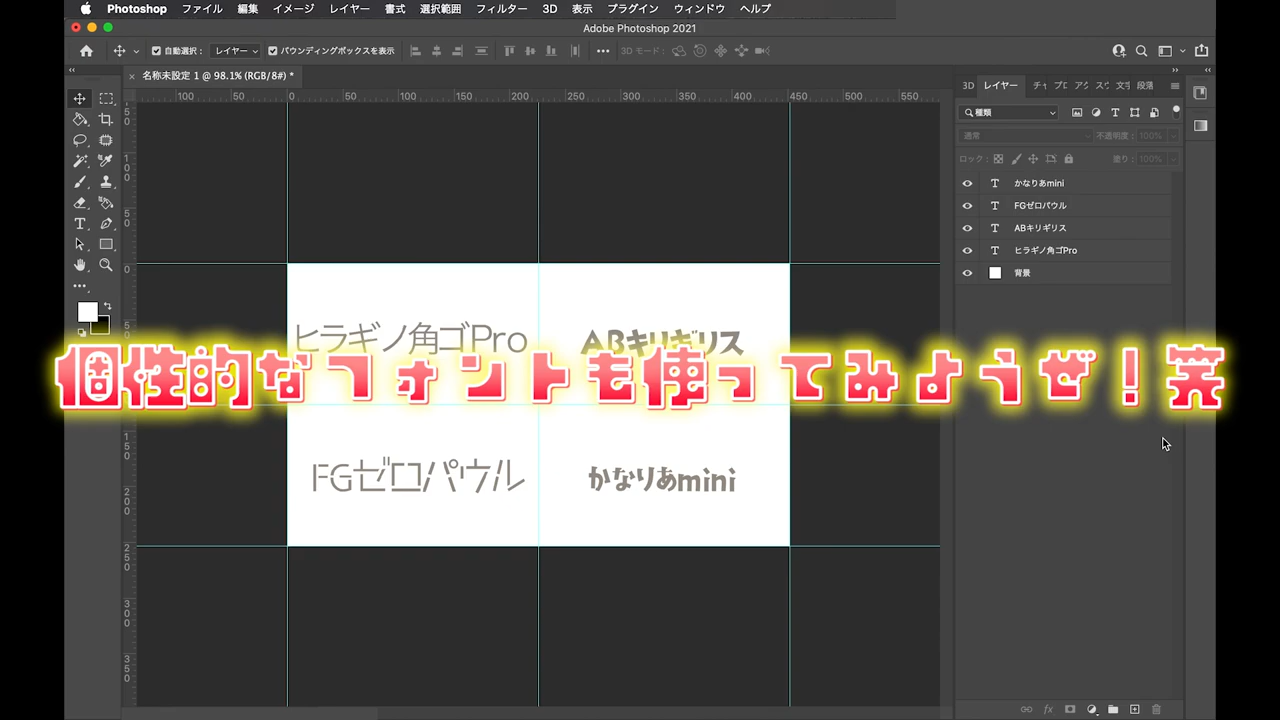 Photoshop ファイル 編集 イメージ レイヤー 書式 選択範囲 フィルター 3D 表示 プラグイン ウィンドウ ヘルプ
Adobe Photoshop 2021
自動選択： レイヤー バウンディングボックスを表示 3D モード：
名称未設定 1 @ 98.1% (RGB/8#) *
3D レイヤー チャ プロ アク スタ 文字 段落
100 50 0 50 100 150 200 250 300 350 400 450 500 550
種類
通常 不透明度： 100%
ロック： 塗り： 100%
かなりあmini
FGゼロパウル
ABキリギリス
ヒラギノ角ゴPro
背景
ヒラギノ角ゴPro
ABキリギリス
個性的なフォントも使ってみようぜ！笑
FGゼロパウル
かなりあmini